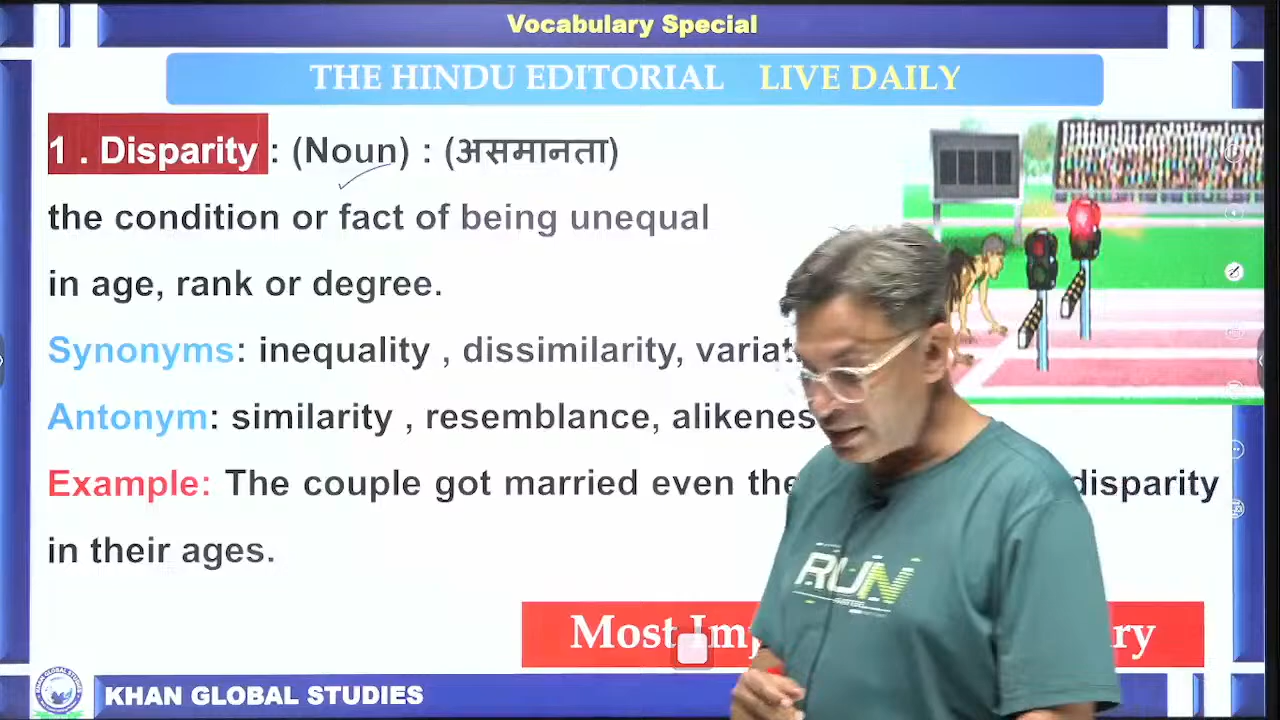 Vocabulary Special
THE HINDU EDITORIAL LIVE DAILY
1 . Disparity : (Noun) : (असमानता)
the condition or fact of being unequal
in age, rank or degree.
Synonyms: inequality , dissimilarity,
Antonym: similarity , resemblance,
Example: The couple got married even disparity
in their ages.
Most
RUN
KHAN GLOBAL STUDIES